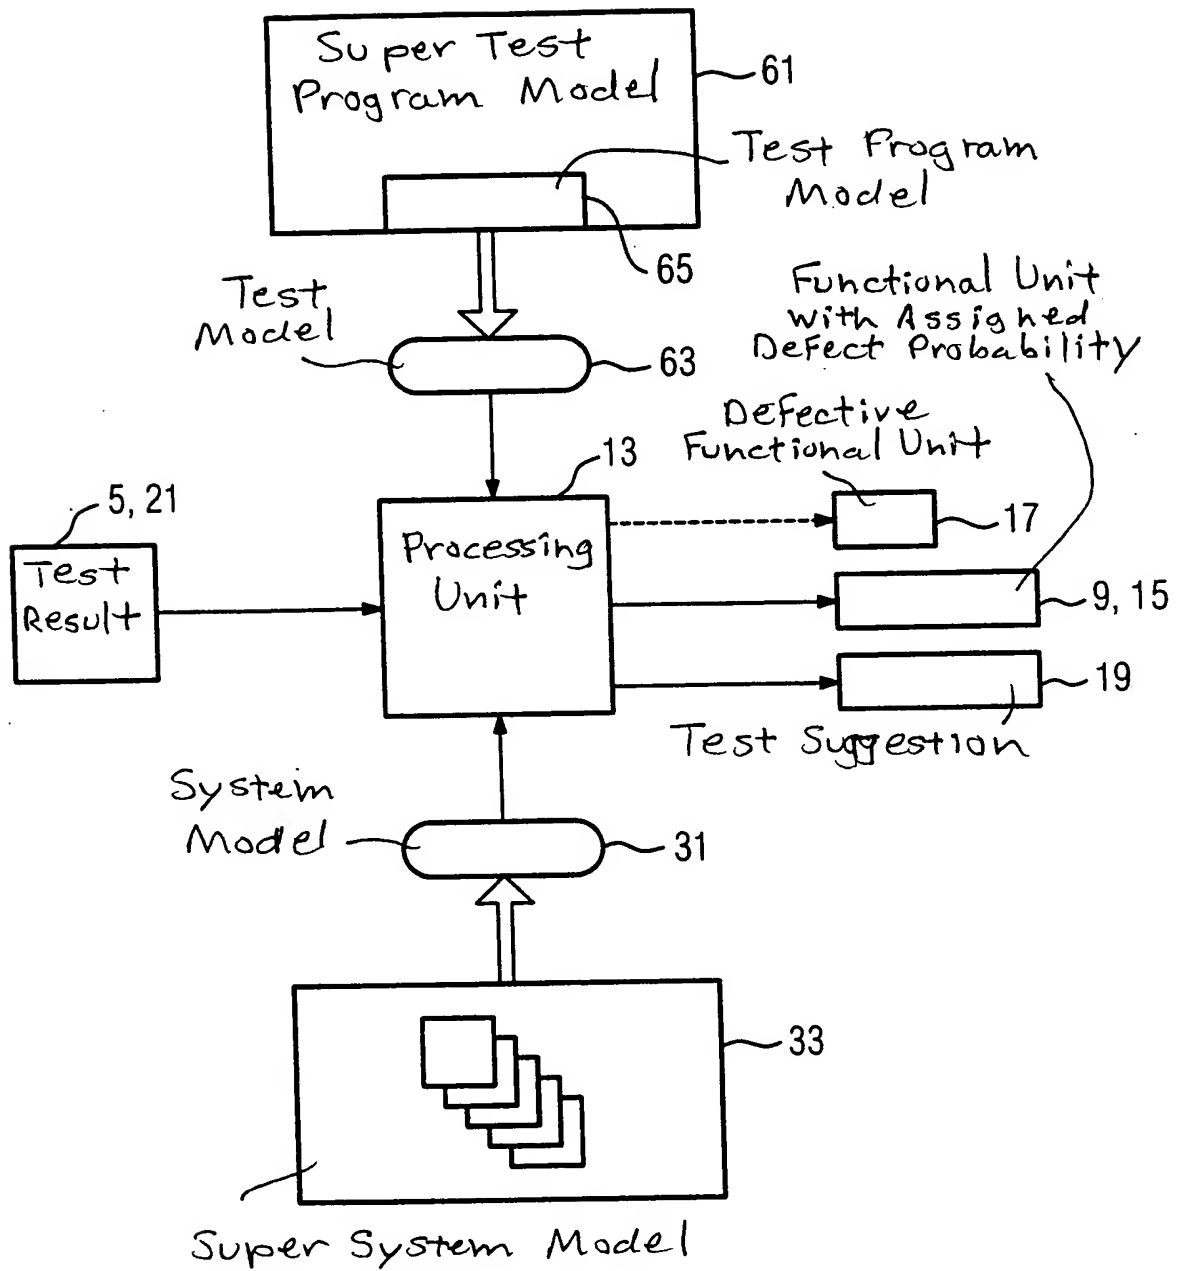 Super Test
Program Model
61
Test Program
Model
65
Test
Model
63
Functional Unit
with Assigned
Defect Probability
Defective
Functional Unit
13
17
5, 21
Test
Result
Processing
Unit
9, 15
19
Test Suggestion
System
Model
31
33
Super System Model